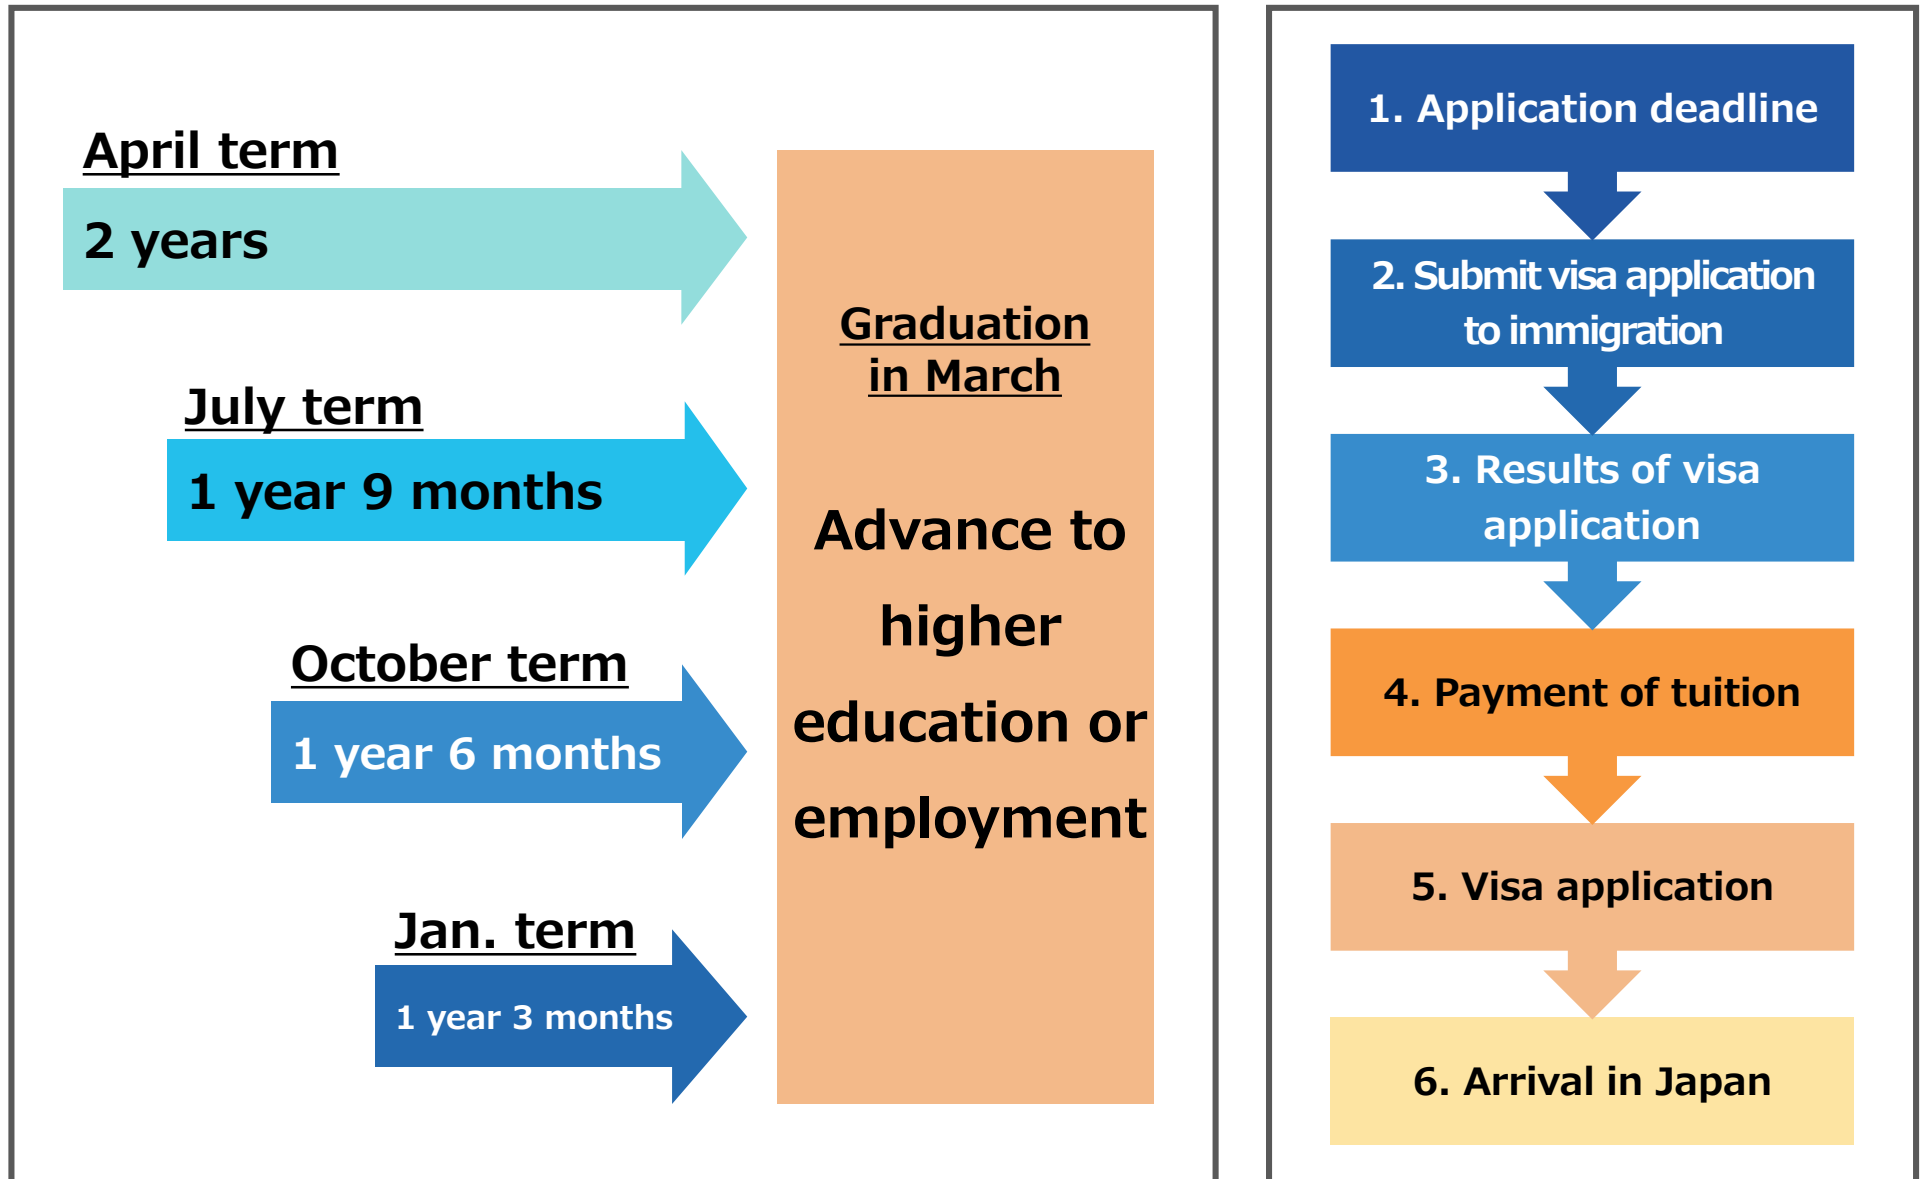 April term
2 years
July term
1 year 9 months
October term
1 year 6 months
Jan. term
1 year 3 months
Graduation
in March
Advance to
higher
education or
employment
1. Application deadline
2. Submit visa application
to immigration
3. Results of visa
application
4. Payment of tuition
5. Visa application
6. Arrival in Japan